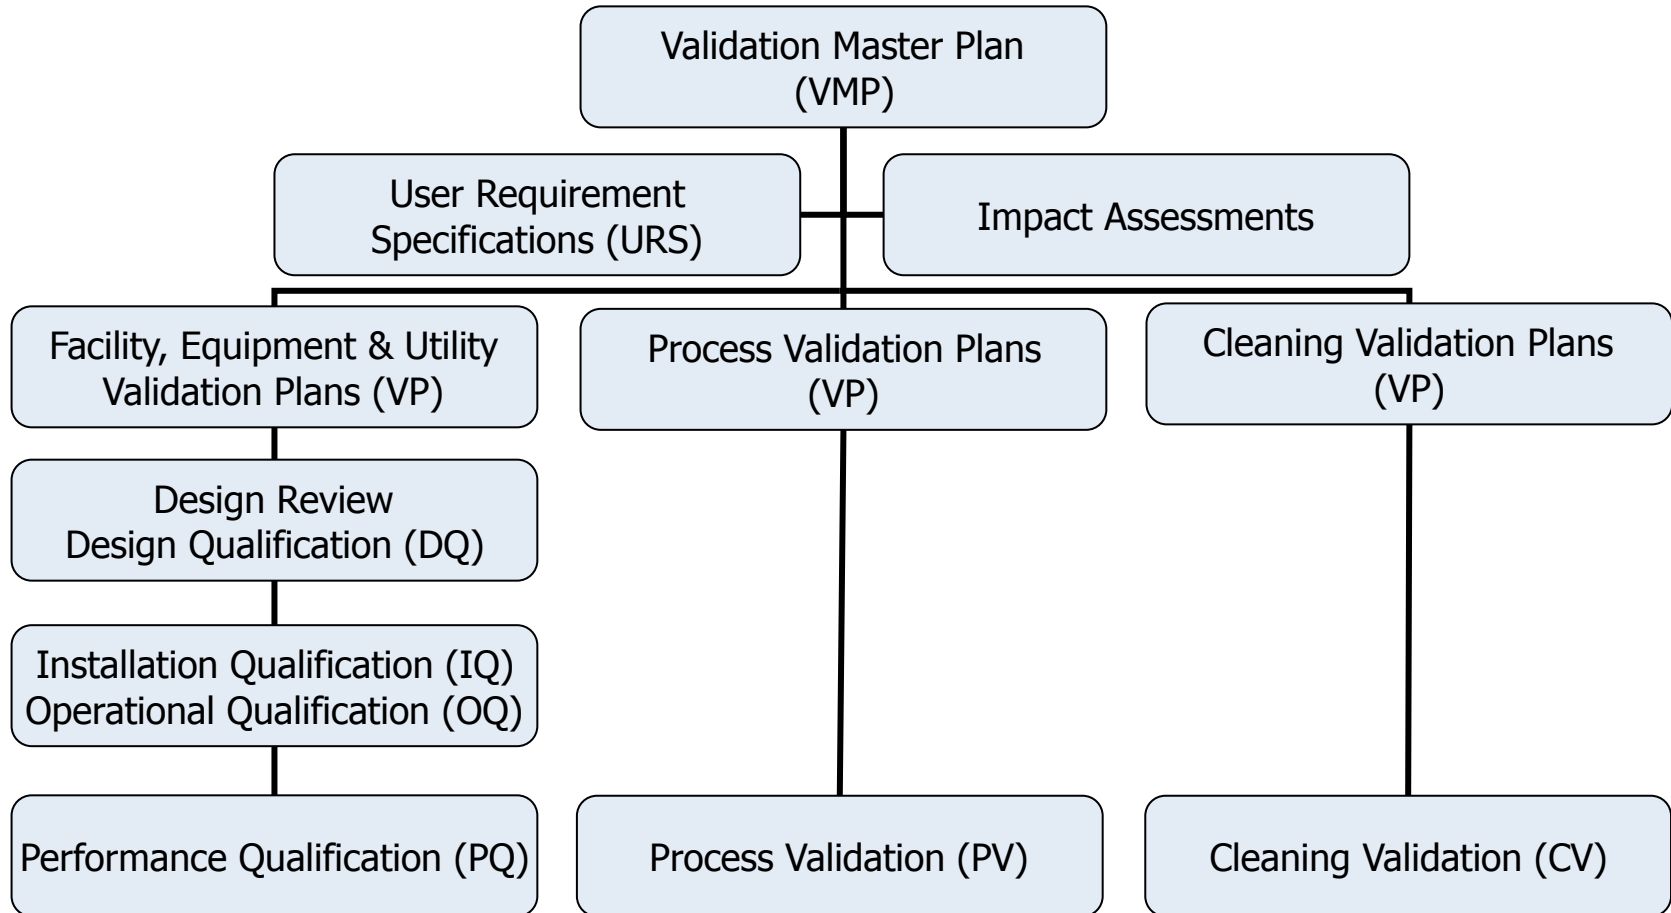 Validation Master Plan
(VMP)
User Requirement
Specifications (URS)
Impact Assessments
Facility, Equipment & Utility
Validation Plans (VP)
Process Validation Plans
(VP)
Cleaning Validation Plans
(VP)
Design Review
Design Qualification (DQ)
Installation Qualification (IQ)
Operational Qualification (OQ)
Performance Qualification (PQ)
Process Validation (PV)
Cleaning Validation (CV)